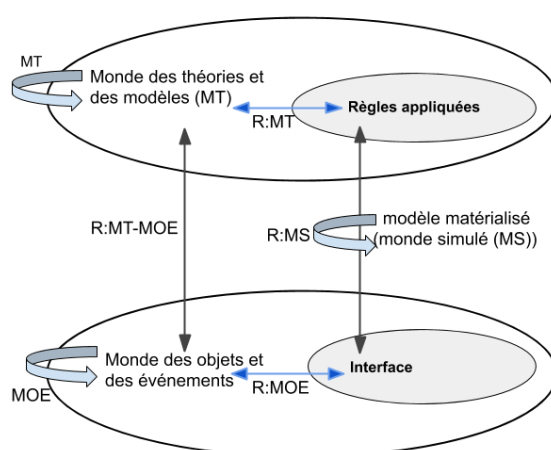 MT
Monde des théories et
des modèles (MT)
Règles appliquées
R:MT
R:MT-MOE
R:MS
modèle matérialisé
(monde simulé (MS))
Monde des objets et
des événements
Interface
MOE
R:MOE